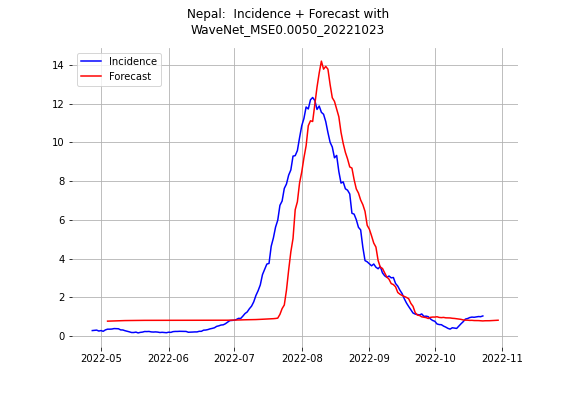 Nepal:  Incidence + Forecast with
WaveNet_MSE0.0050_20221023
Incidence
Forecast
14
12
10
8
6
4
2
0
2022-05 2022-06 2022-07 2022-08 2022-09 2022-10 2022-11